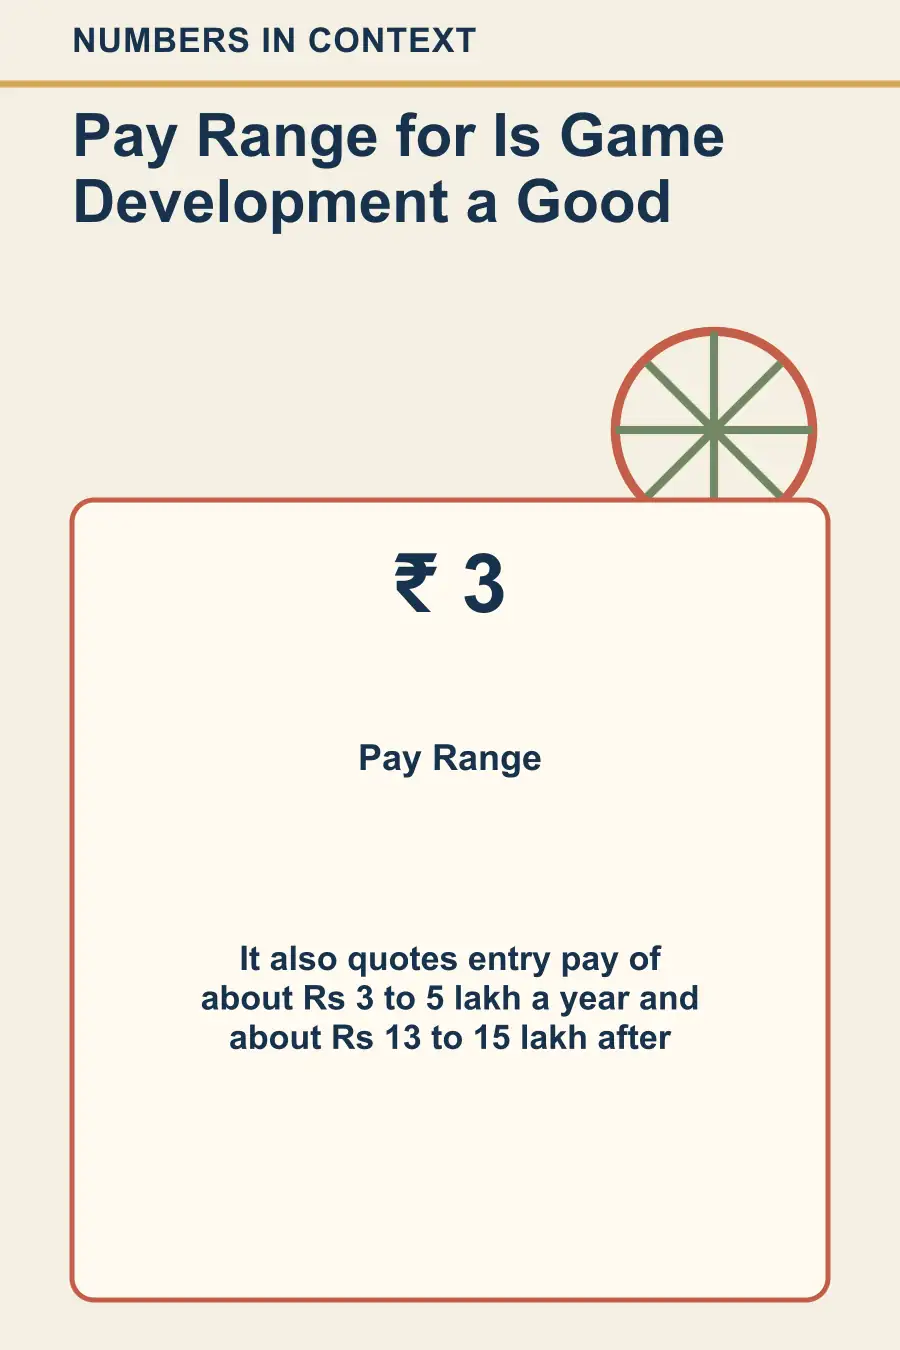 NUMBERS IN CONTEXT
Pay Range for Is Game
Development a Good
₹ 3
Pay Range
It also quotes entry pay of
about Rs 3 to 5 lakh a year and
about Rs 13 to 15 lakh after